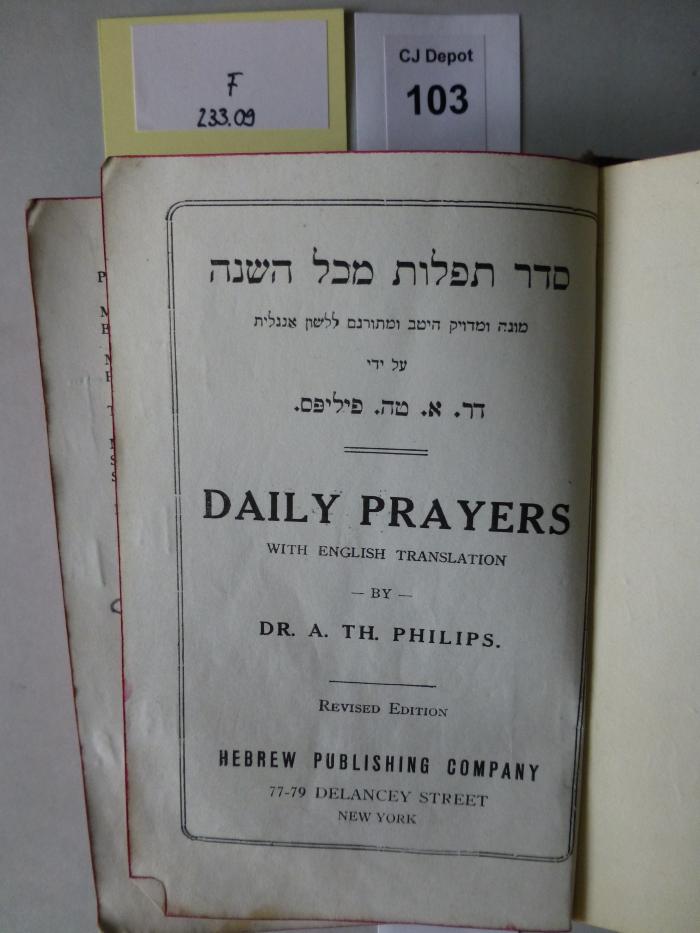 F
233.09
CJ Depot
103
סדר תפלות מכל השנה
מוגה ומדויק היטב ומתורגם ללשון אנגלית
על ידי
דר. א. טה. פיליפס.
DAILY PRAYERS
WITH ENGLISH TRANSLATION
— BY —
DR. A. TH. PHILIPS.
REVISED EDITION
HEBREW PUBLISHING COMPANY
77-79 DELANCEY STREET
NEW YORK